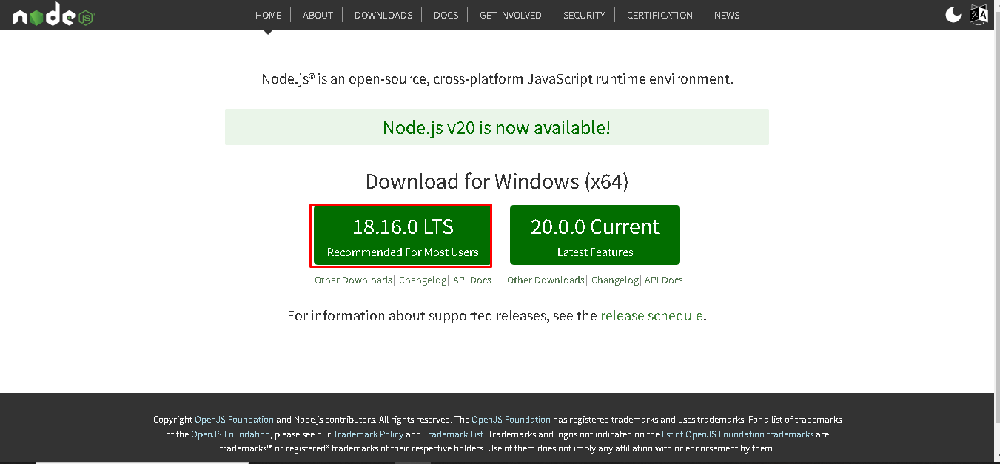 node JS
HOME ABOUT DOWNLOADS DOCS GET INVOLVED SECURITY CERTIFICATION NEWS
Node.js® is an open-source, cross-platform JavaScript runtime environment.
Node.js v20 is now available!
Download for Windows (x64)
18.16.0 LTS
Recommended For Most Users
20.0.0 Current
Latest Features
Other Downloads | Changelog | API Docs
Other Downloads | Changelog | API Docs
For information about supported releases, see the release schedule.
Copyright OpenJS Foundation and Node.js contributors. All rights reserved. The OpenJS Foundation has registered trademarks and uses trademarks. For a list of trademarks
of the OpenJS Foundation, please see our Trademark Policy and Trademark List. Trademarks and logos not indicated on the list of OpenJS Foundation trademarks are
trademarks™ or registered® trademarks of their respective holders. Use of them does not imply any affiliation with or endorsement by them.